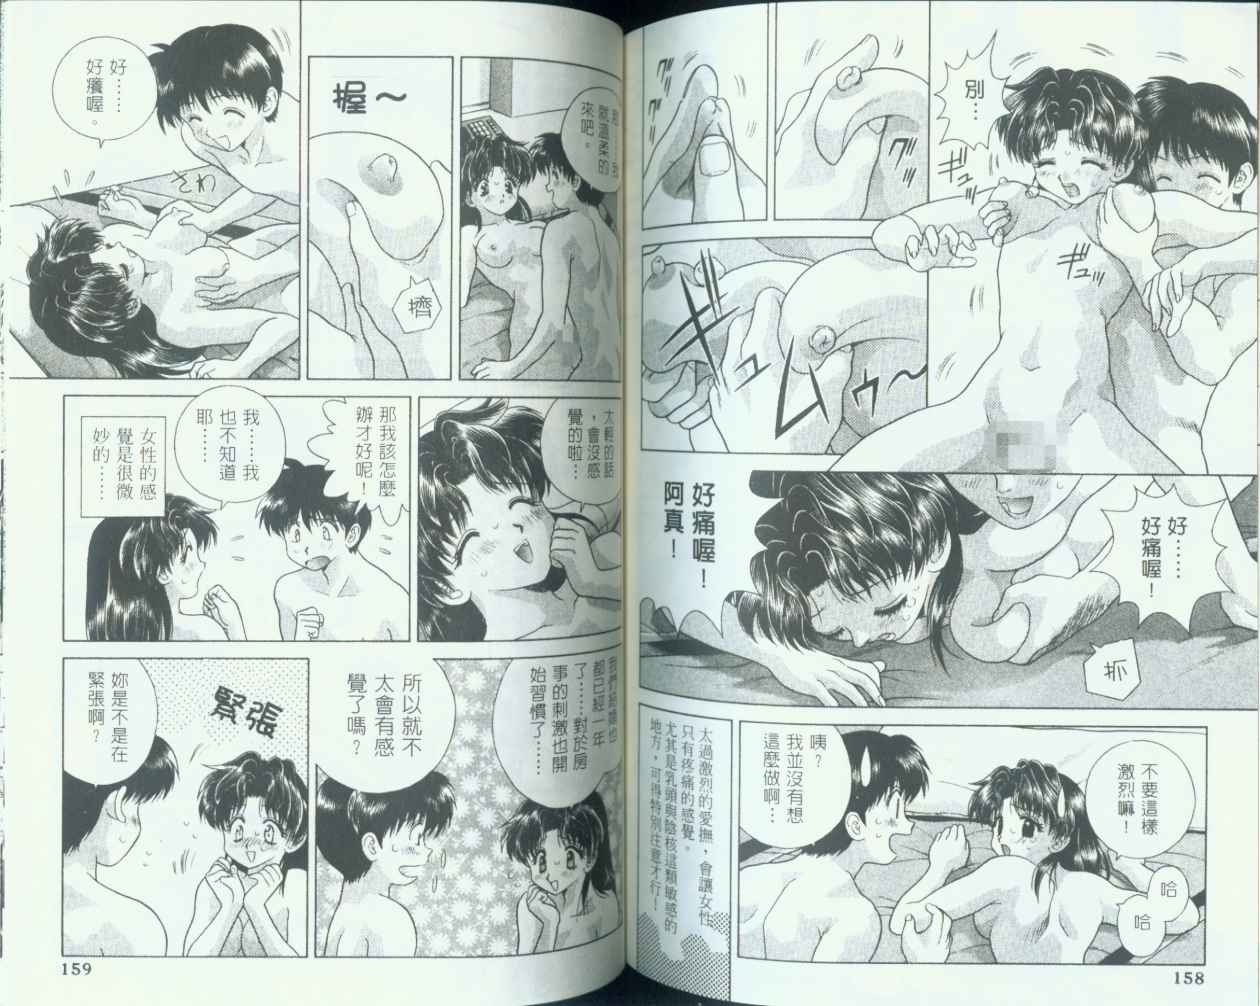 別…
ギュッ
ギュッ
ギュ
ムゥ～
好……
好痛喔！
好痛喔！
阿真！
抓
不要這樣
激烈嘛！
哈
哈
咦？
我並沒有想
這麼做啊…
太過激烈的愛撫，會讓女性
只有疼痛的感覺。
尤其是乳頭與陰核這類敏感的
地方，可得特別注意才行！
158
就溫柔的
來吧。
握～
擠
好……
好癢喔。
さわ
太輕的話
，會沒感
覺的啦…
那我該怎麼
辦才好呢！
我……我
也不知道
耶……
女性的感
覺是很微
妙的…
都已經一年
了……對於房
事的刺激也開
始習慣了……
所以就不
太會有感
覺了嗎？
緊張
妳是不是在
緊張啊？
159